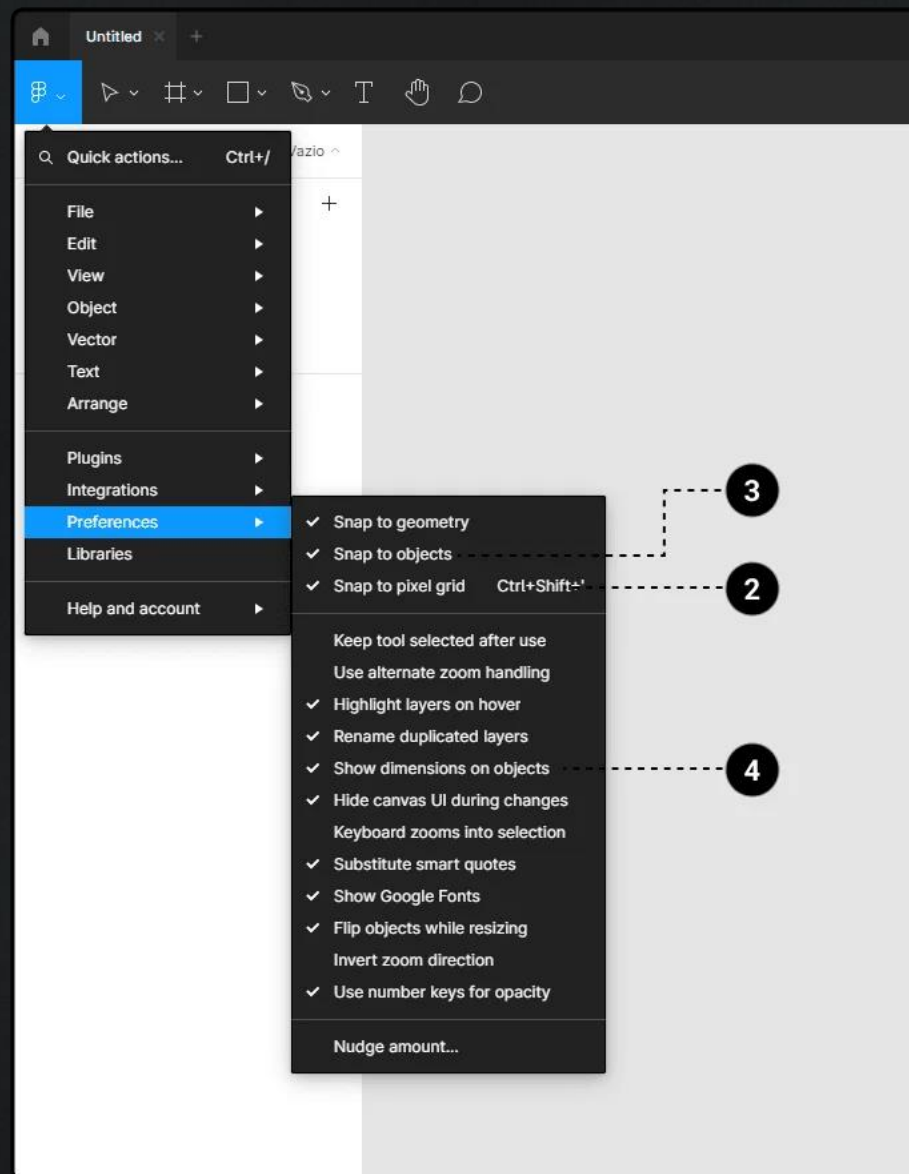 Untitled
Quick actions... Ctrl+/
Vazio
File
Edit
View
Object
Vector
Text
Arrange
Plugins
Integrations
Preferences
Libraries
Help and account
Snap to geometry
Snap to objects
Snap to pixel grid Ctrl+Shift+'
Keep tool selected after use
Use alternate zoom handling
Highlight layers on hover
Rename duplicated layers
Show dimensions on objects
Hide canvas UI during changes
Keyboard zooms into selection
Substitute smart quotes
Show Google Fonts
Flip objects while resizing
Invert zoom direction
Use number keys for opacity
Nudge amount...
3
2
4